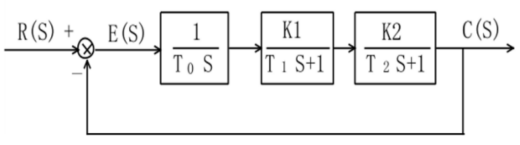 R(S) + E(S) 1 K1 K2 C(S)
−
T₀ S T₁ S+1 T₂ S+1